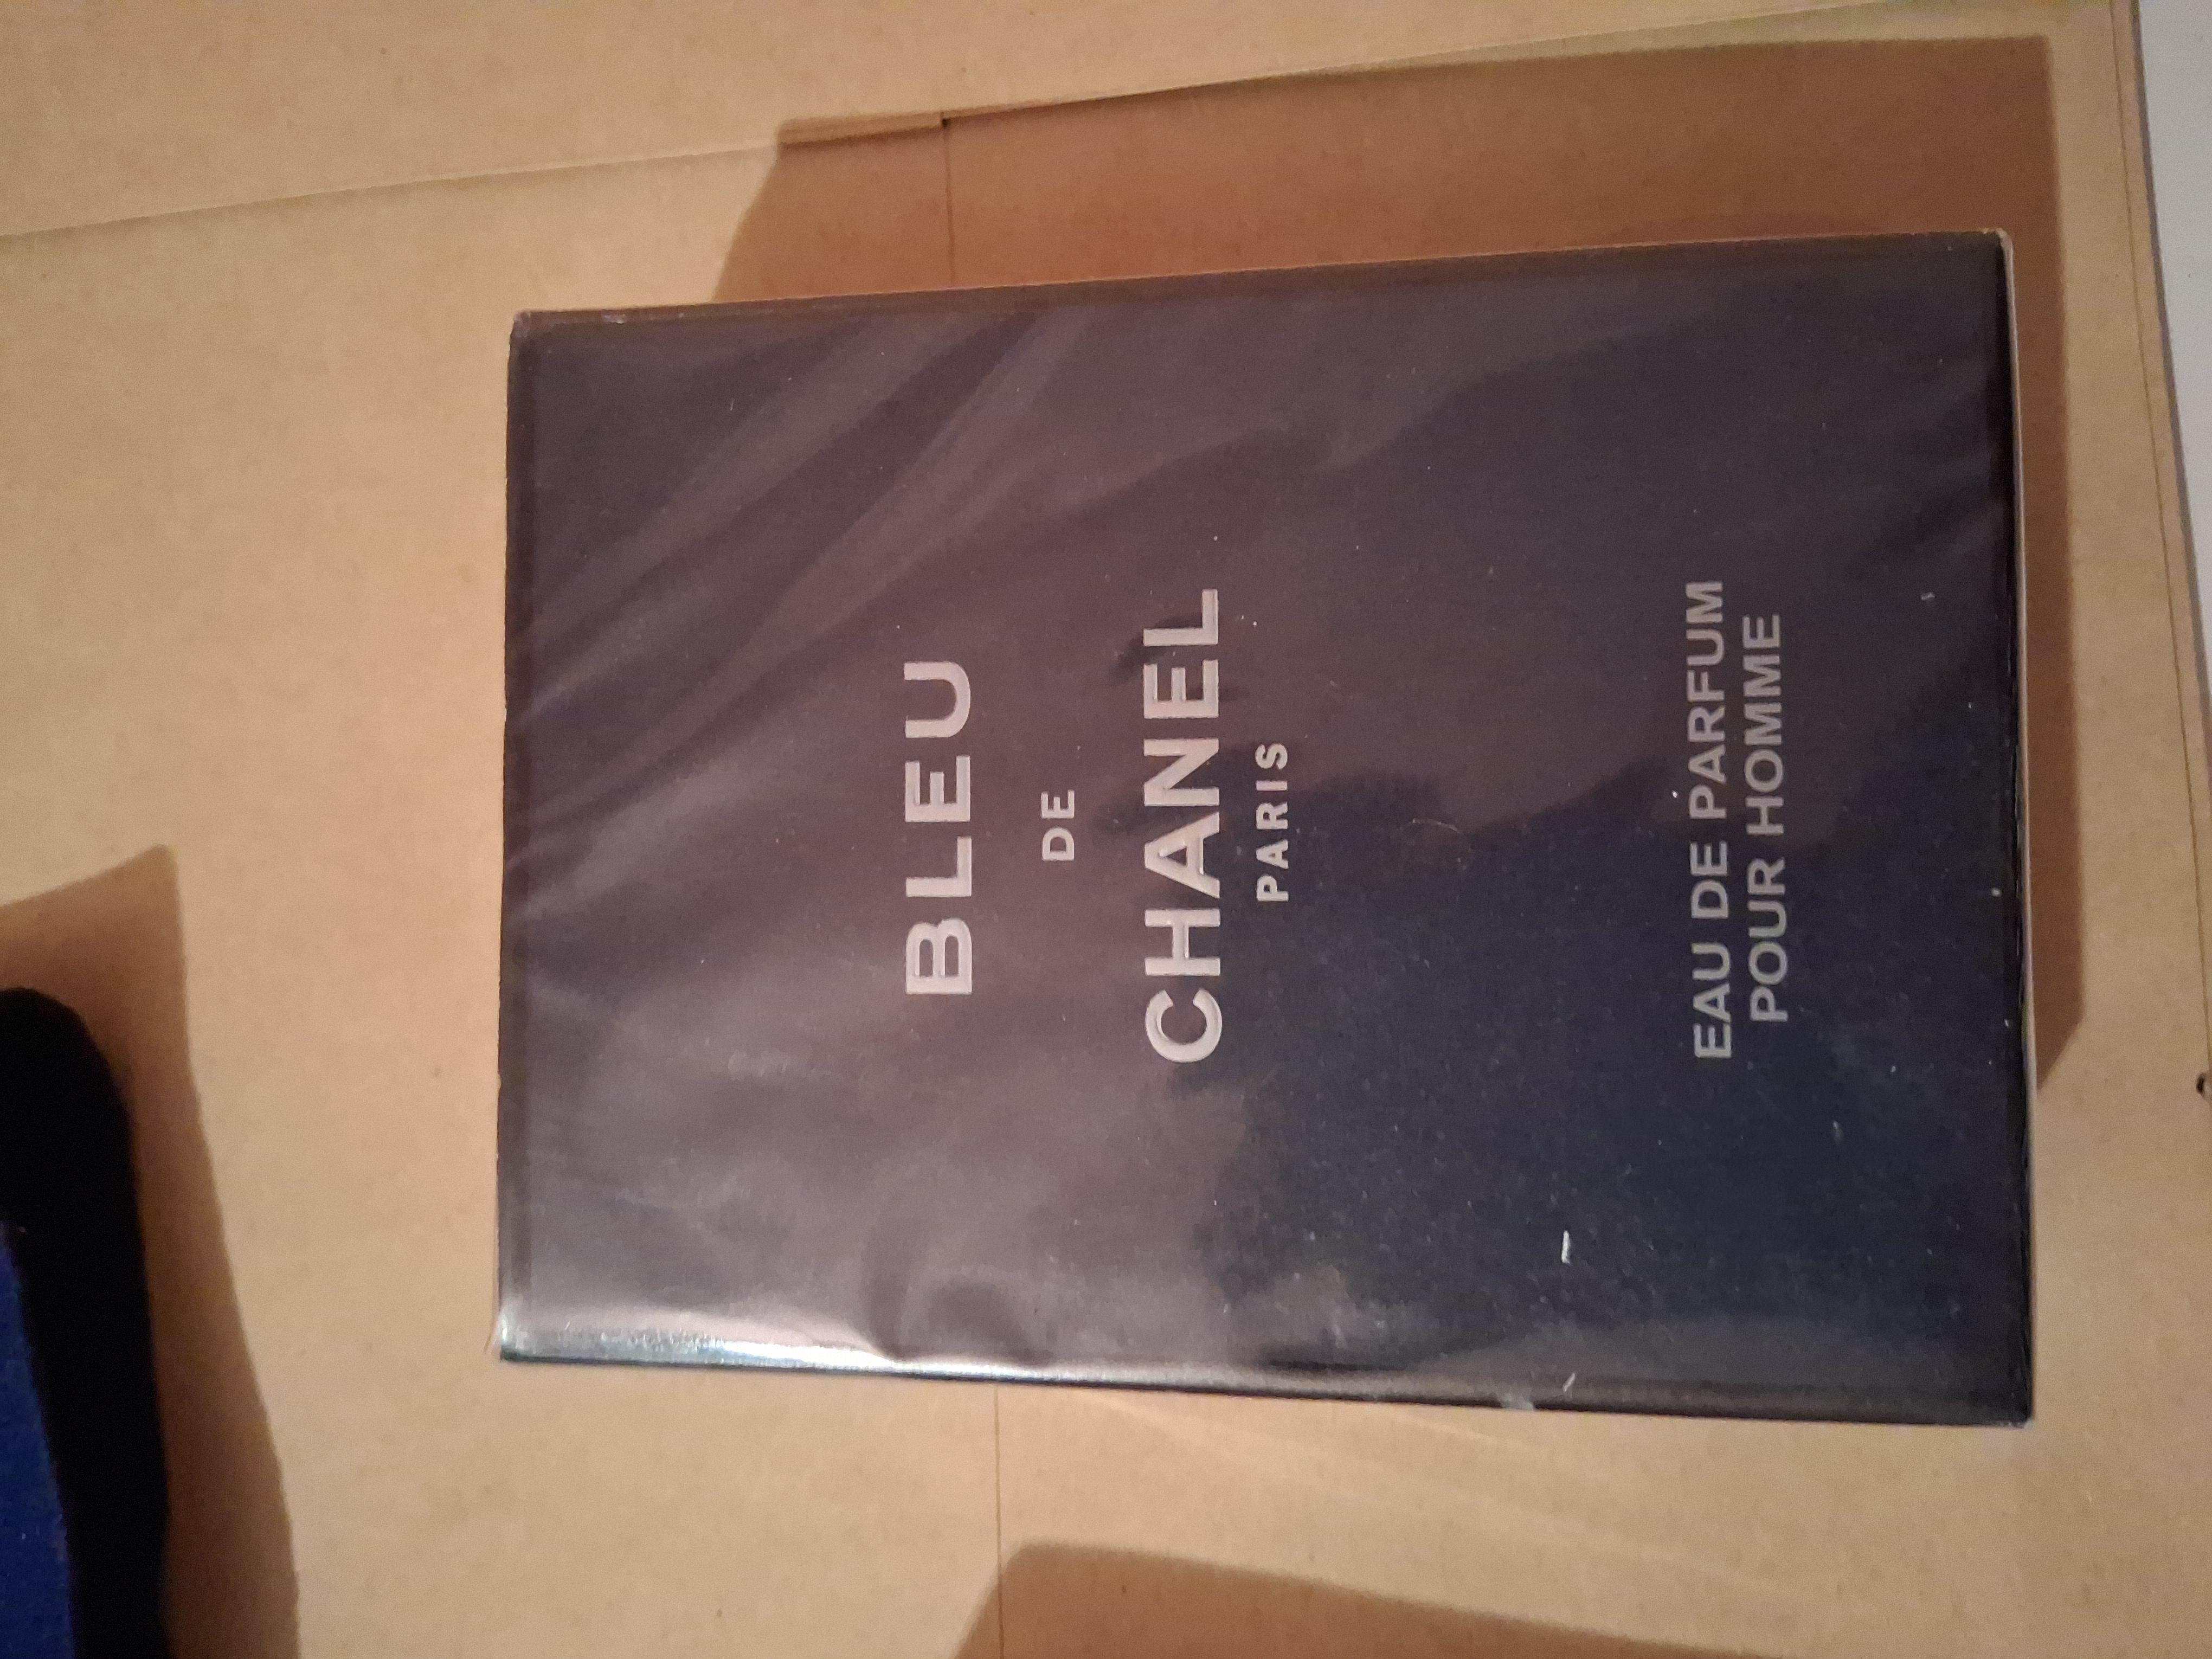 BLEU
DE
CHANEL
PARIS
EAU DE PARFUM
POUR HOMME